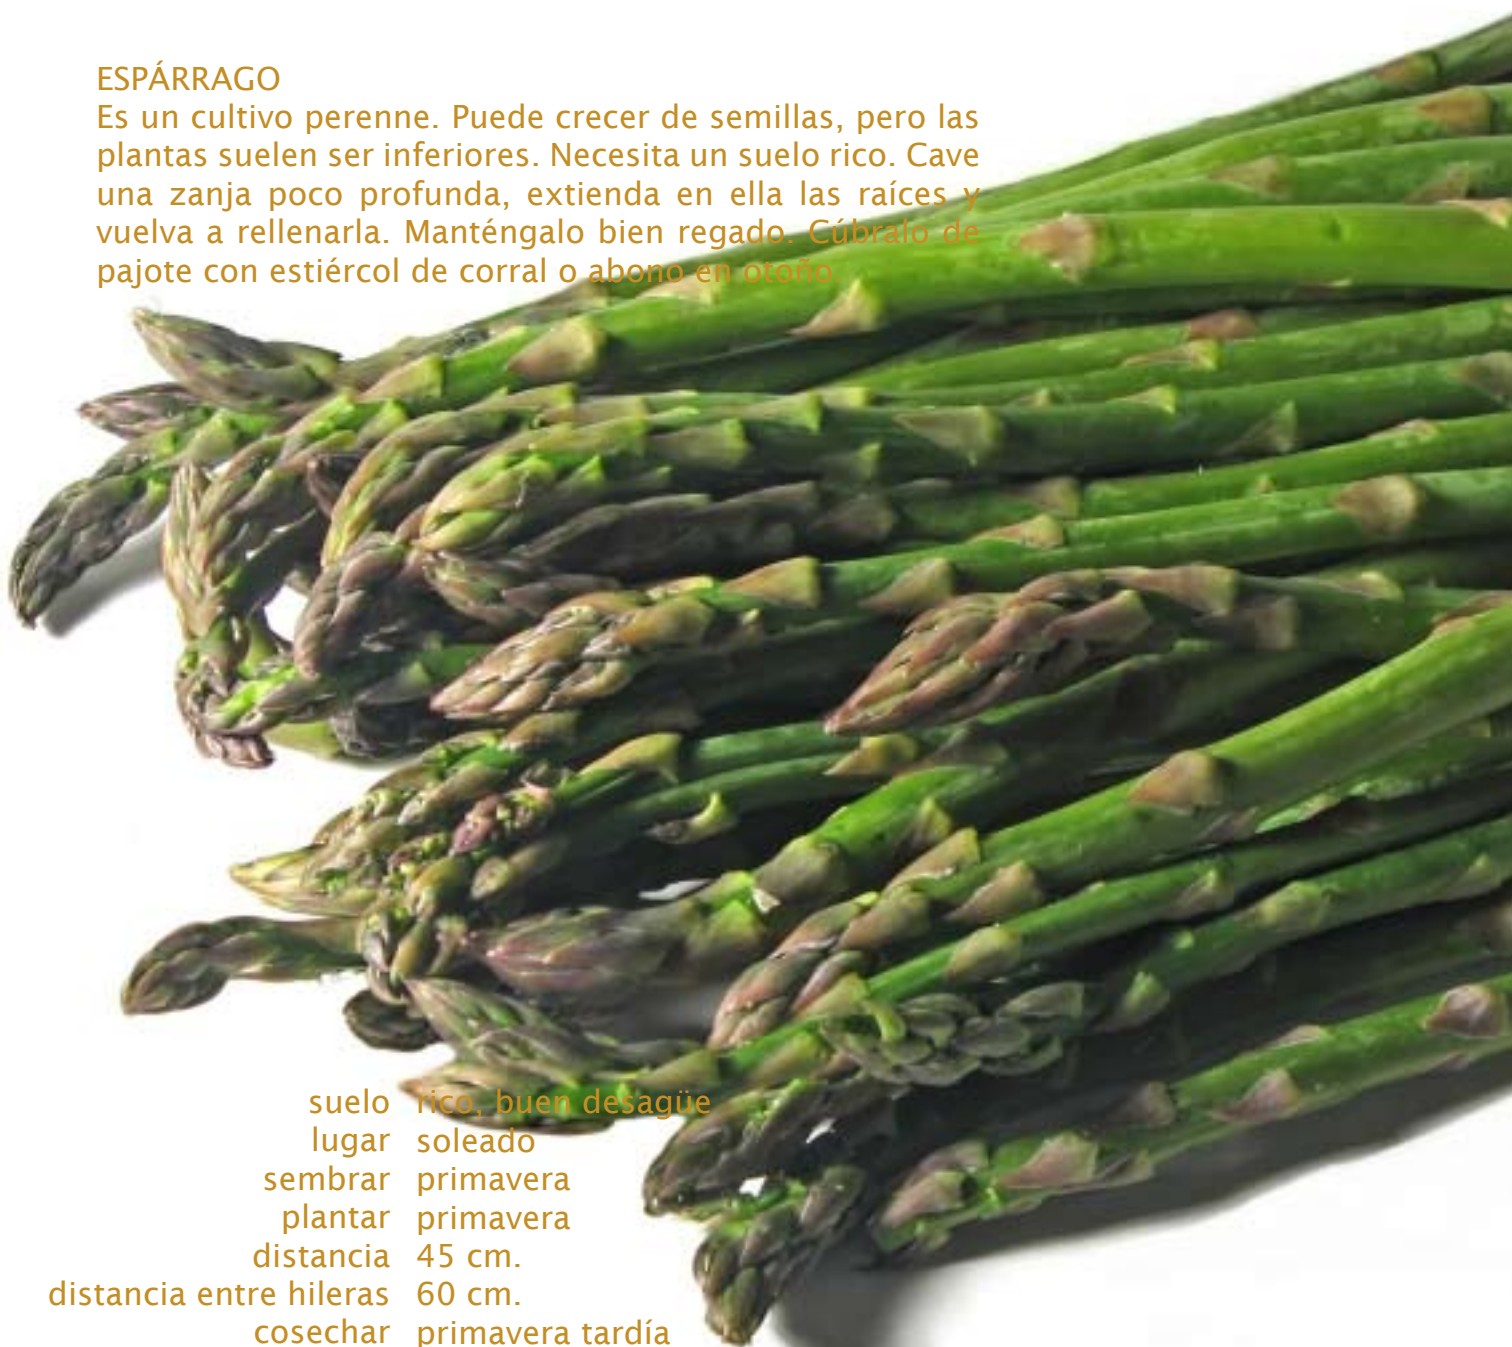 ESPÁRRAGO
Es un cultivo perenne. Puede crecer de semillas, pero las
plantas suelen ser inferiores. Necesita un suelo rico. Cave
una zanja poco profunda, extienda en ella las raíces y
vuelva a rellenarla. Manténgalo bien regado. Cúbralo de
pajote con estiércol de corral o abono en otoño
suelo rico, buen desagüe
lugar soleado
sembrar primavera
plantar primavera
distancia 45 cm.
distancia entre hileras 60 cm.
cosechar primavera tardía